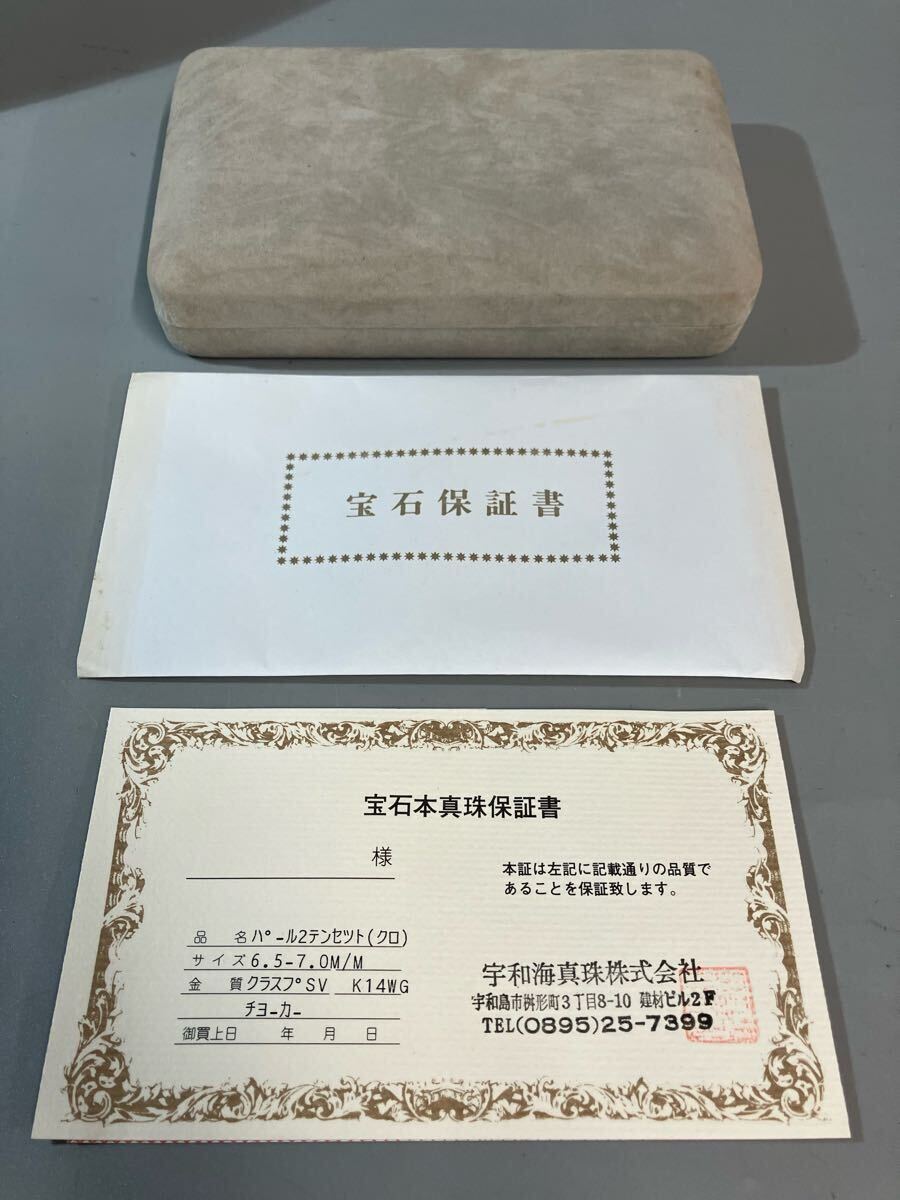 宝石保証書
宝石本真珠保証書
様
本証は左記に記載通りの品質で
あることを保証致します。
品 名 パール2テンセツト(クロ)
サイズ 6.5-7.0M/M
金 質 クラスプSV K14WG
チヨーカー
御買上日 年 月 日
宇和海真珠株式会社
宇和島市桝形町3丁目8-10 建材ビル2F
TEL(0895)25-7399